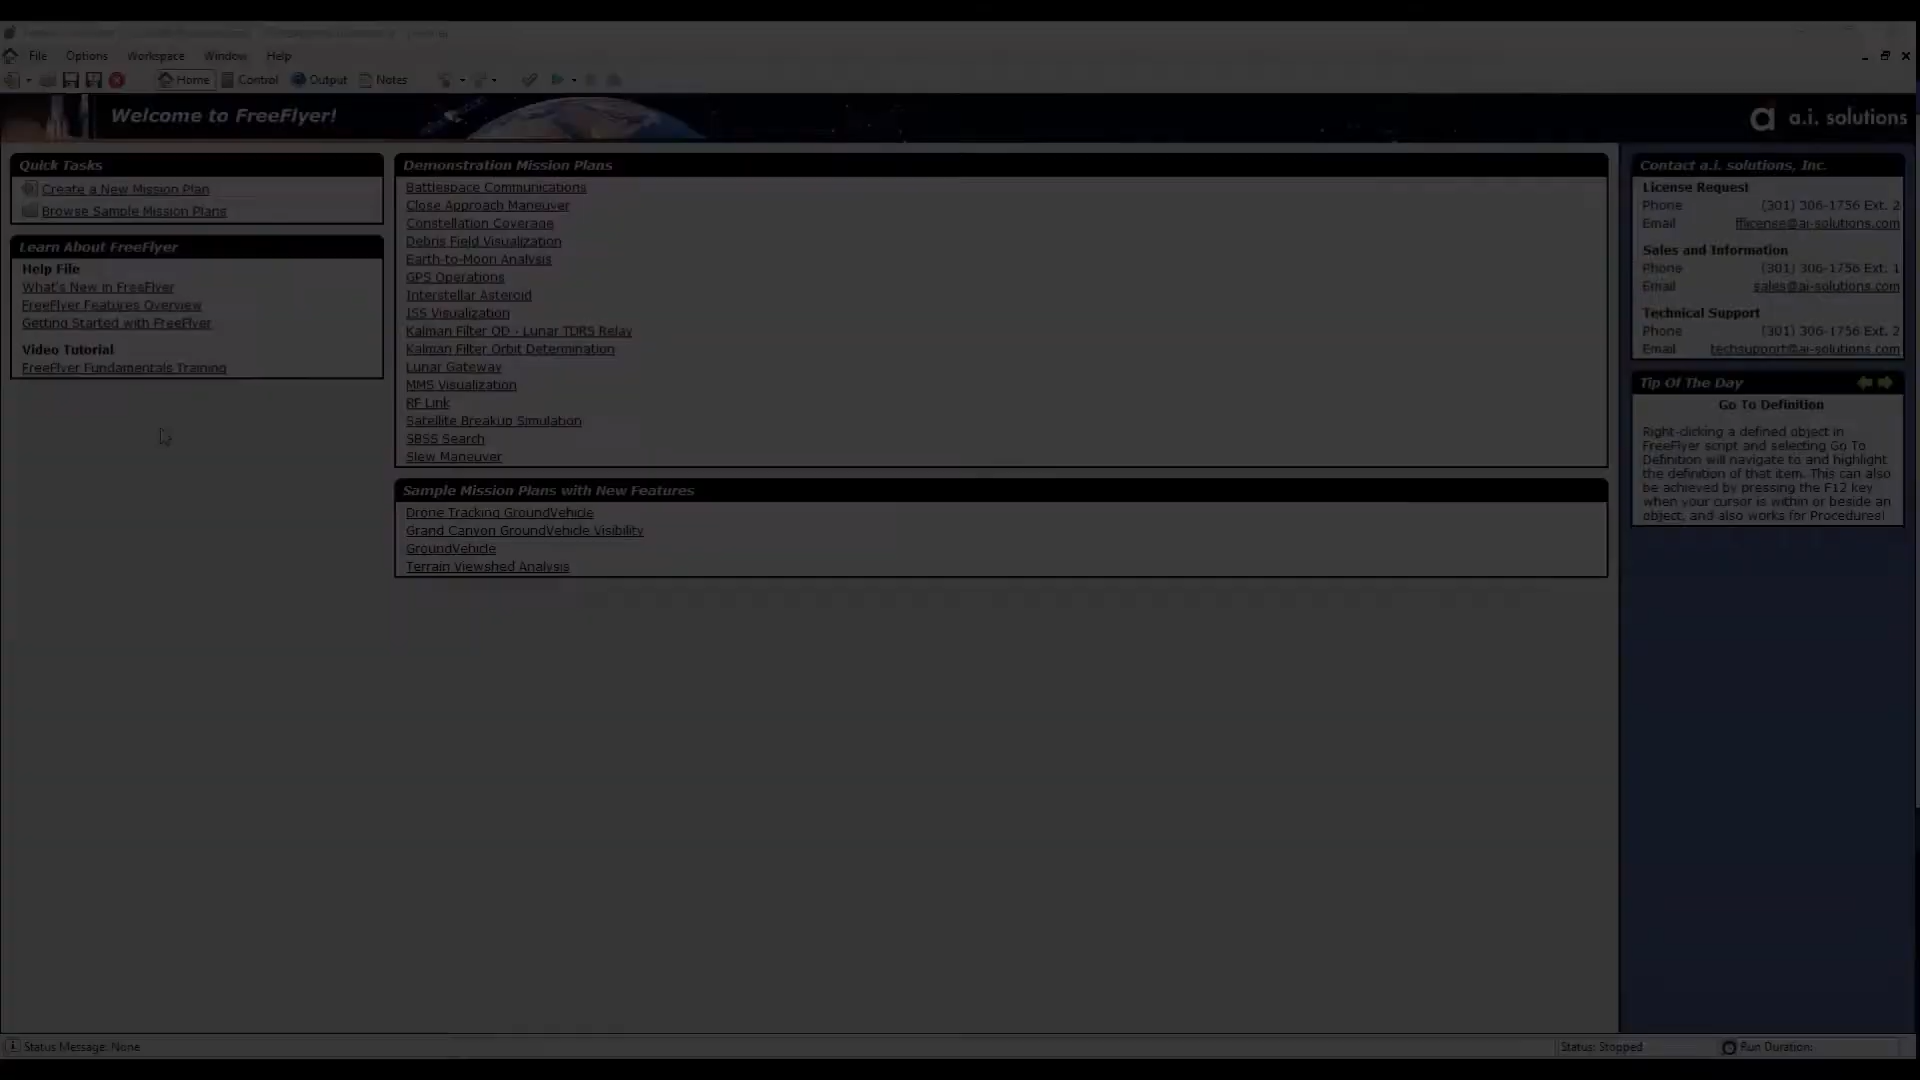 File Options Workspace Window Help
Home Control Output Notes
Welcome to FreeFlyer!
a.i. solutions
Quick Tasks
Create a New Mission Plan
Browse Sample Mission Plans
Learn About FreeFlyer
Help File
What's New in FreeFlyer
FreeFlyer Features Overview
Getting Started with FreeFlyer
Video Tutorial
FreeFlyer Fundamentals Training
Demonstration Mission Plans
Battlespace Communications
Close Approach Maneuver
Constellation Coverage
Debris Field Visualization
Earth-to-Moon Analysis
GPS Operations
Interstellar Asteroid
ISS Visualization
Kalman Filter OD - Lunar TDRS Relay
Kalman Filter Orbit Determination
Lunar Gateway
MMS Visualization
RF Link
Satellite Breakup Simulation
SBSS Search
Slew Maneuver
Sample Mission Plans with New Features
Drone Tracking GroundVehicle
Grand Canyon GroundVehicle Visibility
GroundVehicle
Terrain Viewshed Analysis
Contact a.i. solutions, Inc.
License Request
Phone (301) 306-1756 Ext. 2
Email fflicense@ai-solutions.com
Sales and Information
Phone (301) 306-1756 Ext. 1
Email sales@ai-solutions.com
Technical Support
Phone (301) 306-1756 Ext. 2
Email techsupport@ai-solutions.com
Tip Of The Day
Go To Definition
Right-clicking a defined object in
FreeFlyer script and selecting Go To
Definition will navigate to and highlight
the definition of that item. This can also
be achieved by pressing the F12 key
when your cursor is within or beside an
object, and also works for Procedures!
Status Message: None
Status: Stopped
Run Duration: